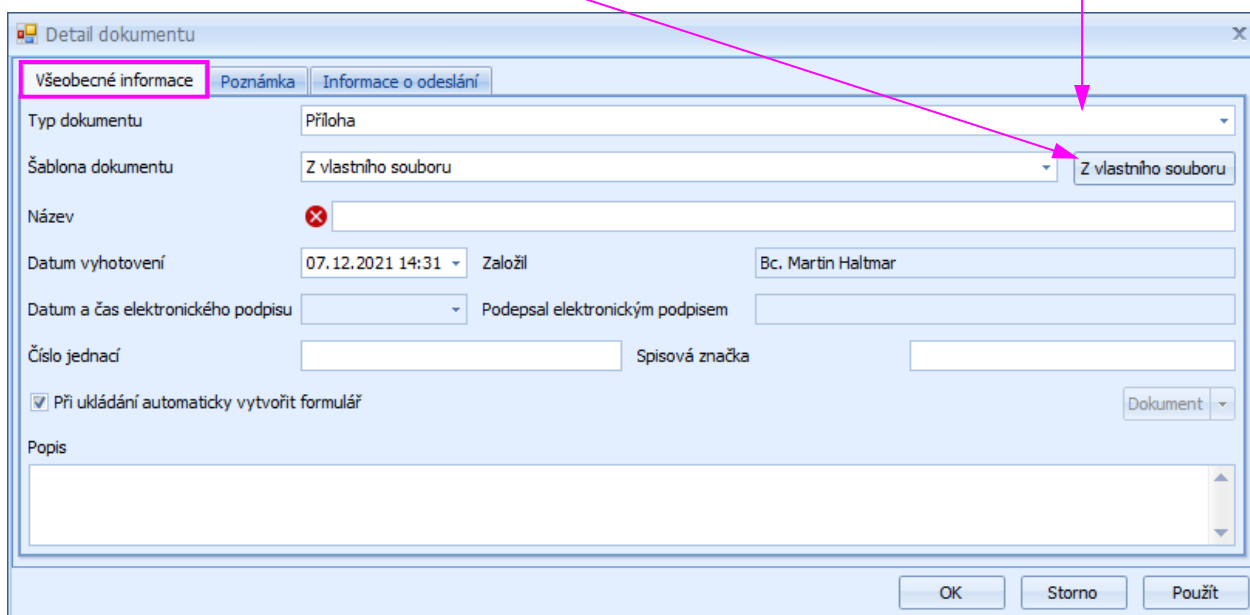 Detail dokumentu
Všeobecné informace Poznámka Informace o odeslání
Typ dokumentu Příloha
Šablona dokumentu Z vlastního souboru Z vlastního souboru
Název
Datum vyhotovení 07.12.2021 14:31 Založil Bc. Martin Haltmar
Datum a čas elektronického podpisu Podepsal elektronickým podpisem
Číslo jednací Spisová značka
Při ukládání automaticky vytvořit formulář Dokument
Popis
OK Storno Použít